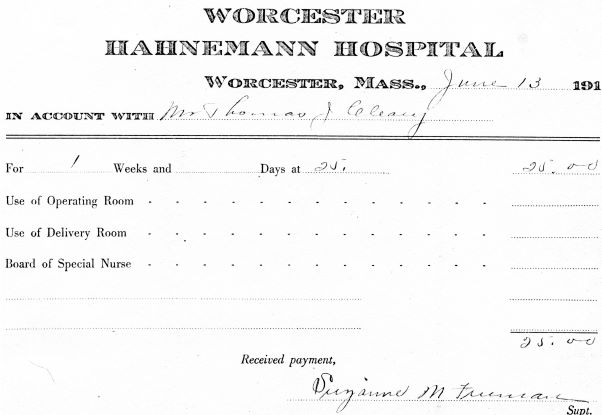 WORCESTER
HAHNEMANN HOSPITAL
WORCESTER, MASS., June 13 191
IN ACCOUNT WITH Mr Thomas J Cleary
For 1 Weeks and Days at 25. 25.00
Use of Operating Room
Use of Delivery Room
Board of Special Nurse
25.00
Received payment,
Suzanne M Freeman
Supt.